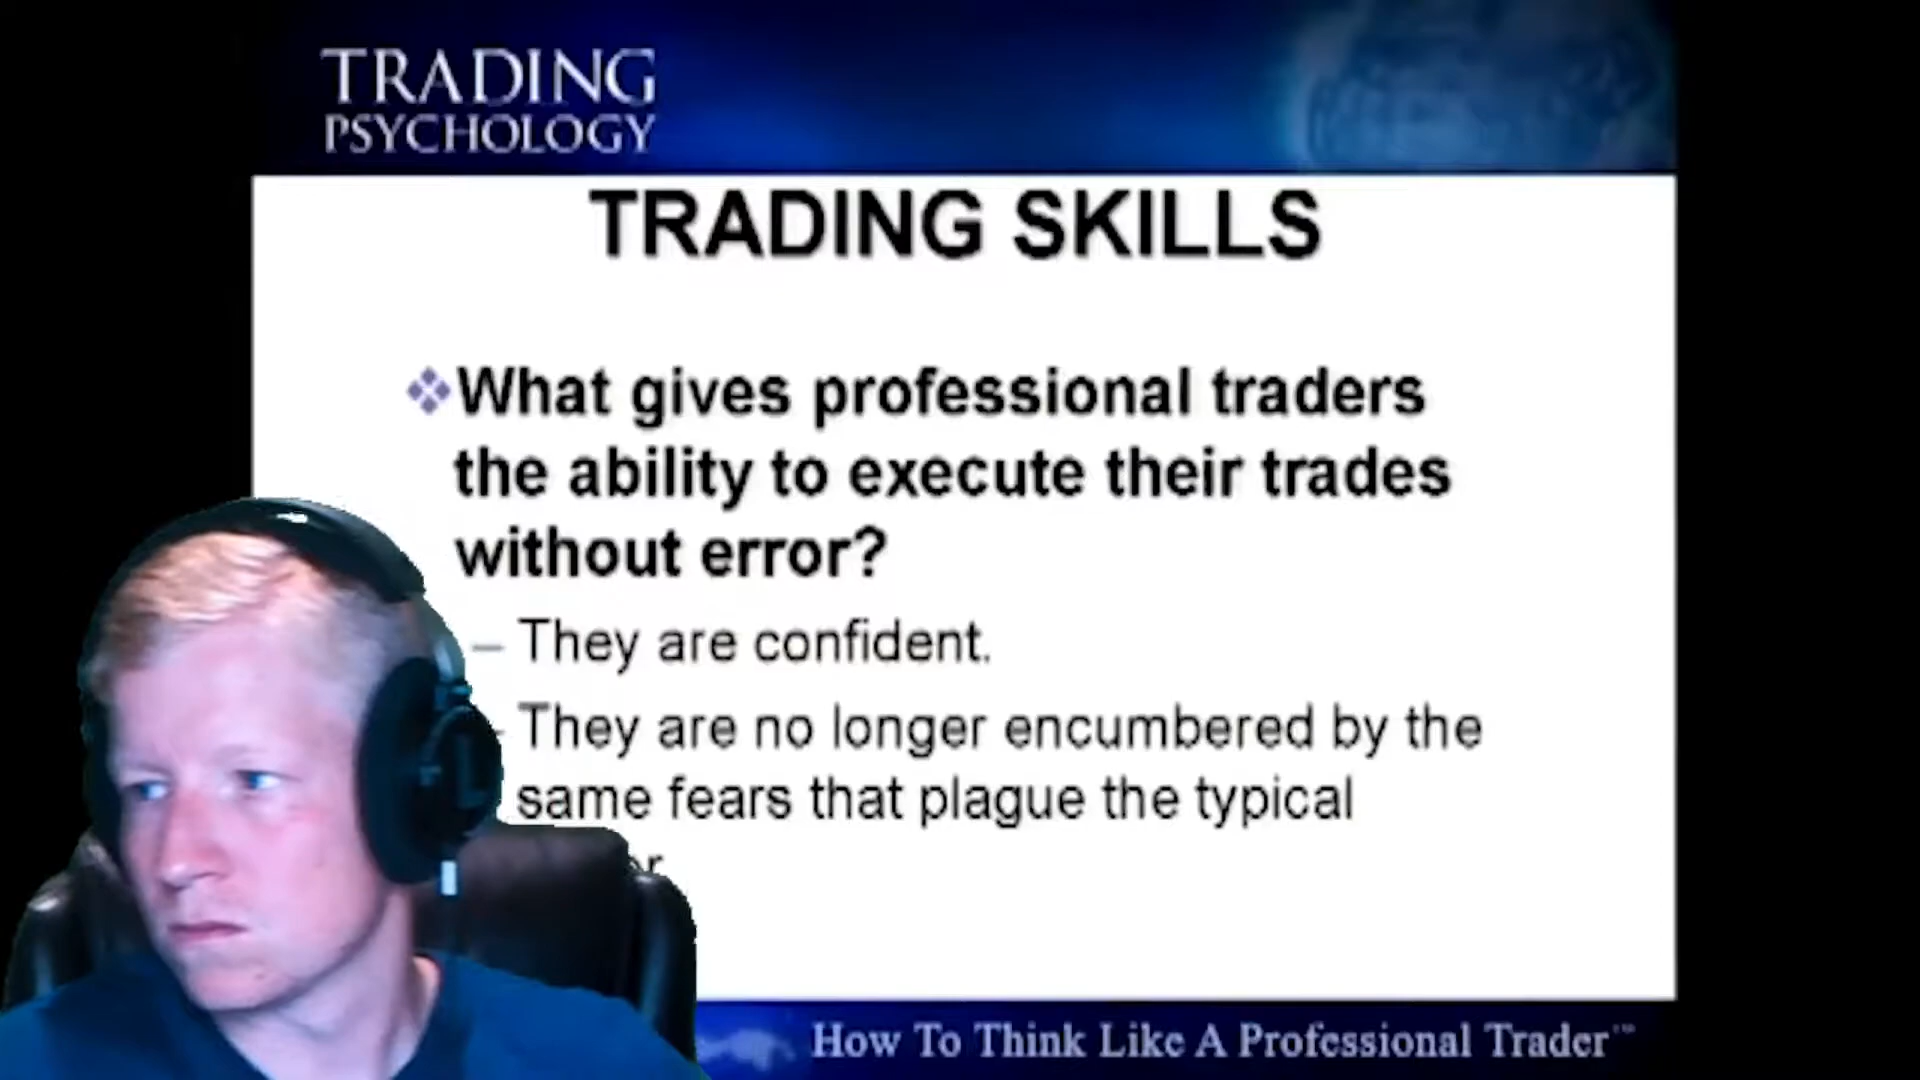 TRADING
PSYCHOLOGY
TRADING SKILLS
What gives professional traders
the ability to execute their trades
without error?
– They are confident.
- They are no longer encumbered by the
same fears that plague the typical
How To Think Like A Professional Trader™